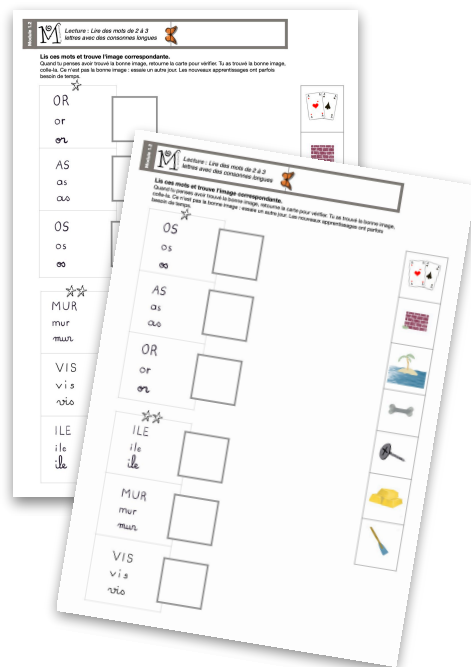 Module 1.2
M
Lecture : Lire des mots de 2 à 3
lettres avec des consonnes longues
Lis ces mots et trouve l'image correspondante.
Quand tu penses avoir trouvé la bonne image, retourne la carte pour vérifier. Tu as trouvé la bonne image,
colle-la. Ce n'est pas la bonne image : essaie un autre jour. Les nouveaux apprentissages ont parfois
besoin de temps.
OR
or
or
AS
as
as
OS
os
os
MUR
mur
mur
VIS
vis
vis
ILE
ile
ile
Module 1.2
M
Lecture : Lire des mots de 2 à 3
lettres avec des consonnes longues
Lis ces mots et trouve l'image correspondante.
Quand tu penses avoir trouvé la bonne image, retourne la carte pour vérifier. Tu as trouvé la bonne image,
colle-la. Ce n'est pas la bonne image : essaie un autre jour. Les nouveaux apprentissages ont parfois
besoin de temps.
OS
os
os
AS
as
as
OR
or
or
ILE
ile
ile
MUR
mur
mur
VIS
vis
vis